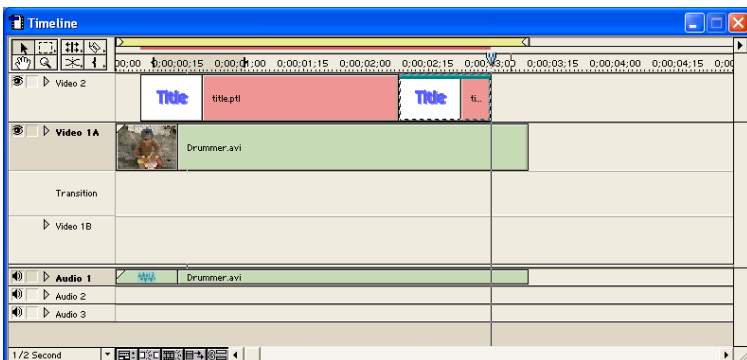 Timeline
00;00 0;00;00;15 0;00;01;00 0;00;01;15 0;00;02;00 0;00;02;15 0;00;03;00 0;00;03;15 0;00;04;00 0;00;04;15 0;00
Video 2
Title title.ptl Title ti...
Video 1A
Drummer.avi
Transition
Video 1B
Audio 1 Drummer.avi
Audio 2
Audio 3
1/2 Second